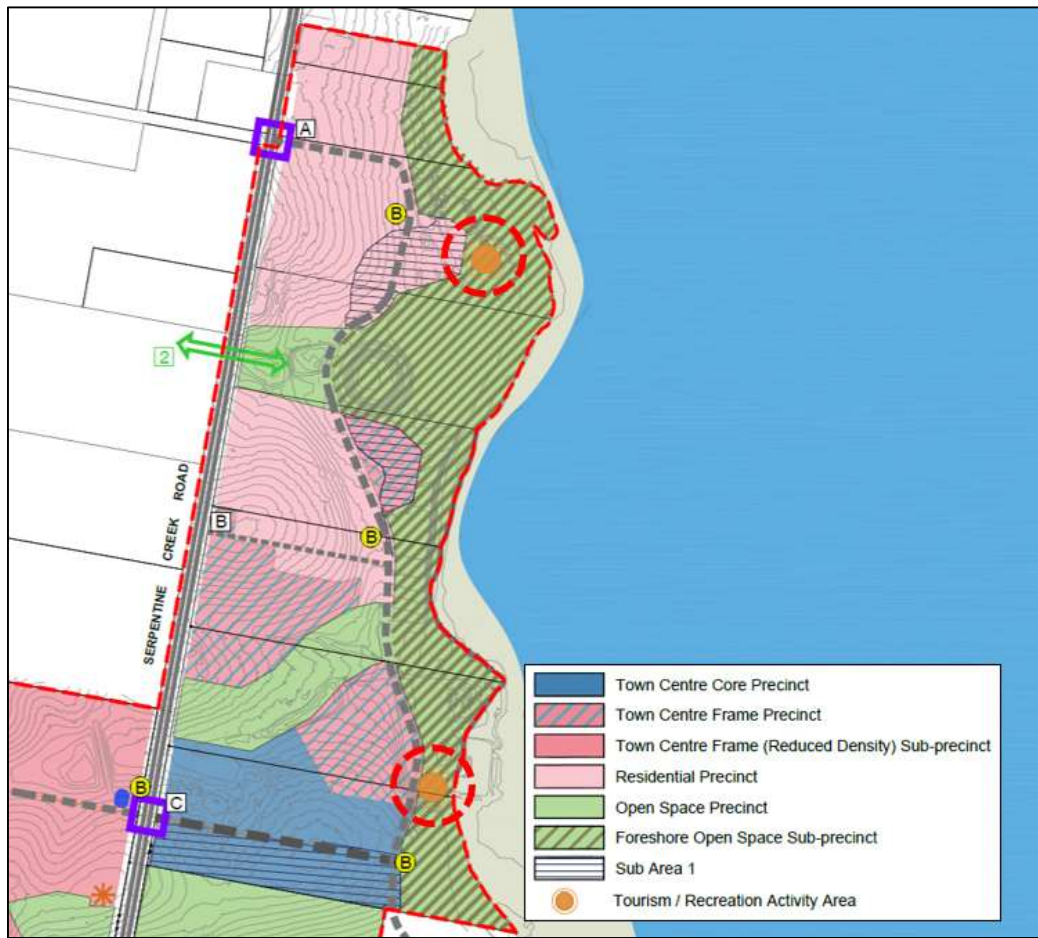 A
B
2
SERPENTINE CREEK ROAD
B
B
B
C
B
Town Centre Core Precinct
Town Centre Frame Precinct
Town Centre Frame (Reduced Density) Sub-precinct
Residential Precinct
Open Space Precinct
Foreshore Open Space Sub-precinct
Sub Area 1
Tourism / Recreation Activity Area